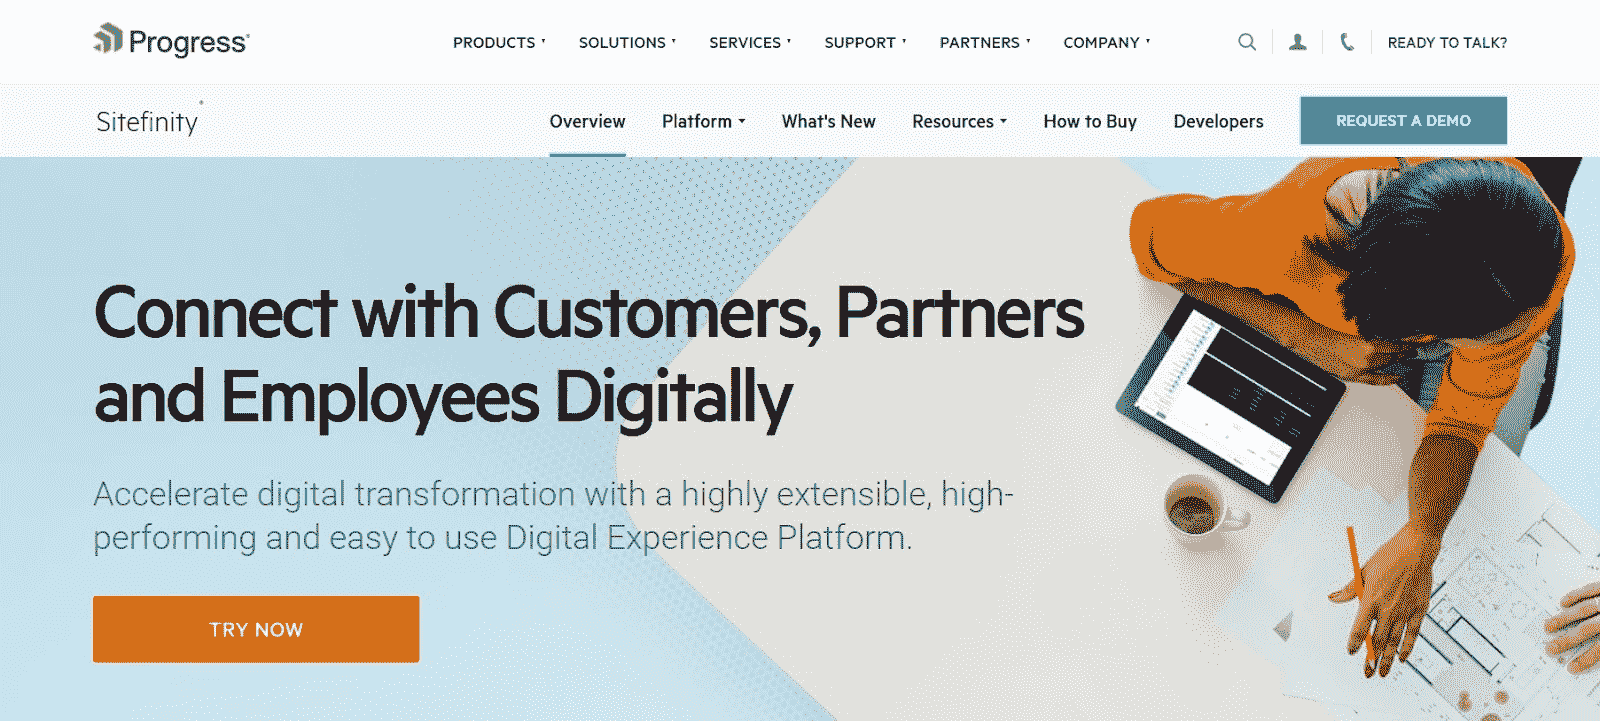 Progress
PRODUCTS
SOLUTIONS
SERVICES
SUPPORT
PARTNERS
COMPANY
READY TO TALK?
Sitefinity
Overview
Platform
What's New
Resources
How to Buy
Developers
REQUEST A DEMO
Connect with Customers, Partners
and Employees Digitally
Accelerate digital transformation with a highly extensible, high-
performing and easy to use Digital Experience Platform.
TRY NOW